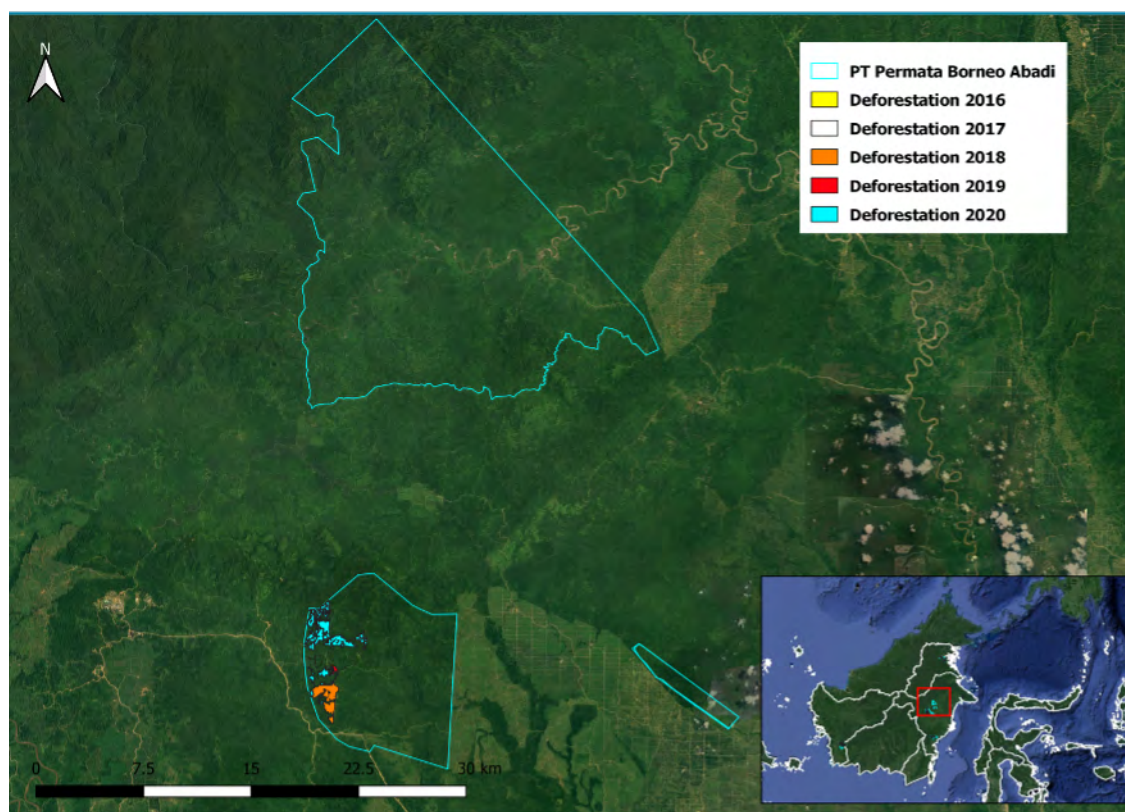 N
PT Permata Borneo Abadi
Deforestation 2016
Deforestation 2017
Deforestation 2018
Deforestation 2019
Deforestation 2020
0 7.5 15 22.5 30 km